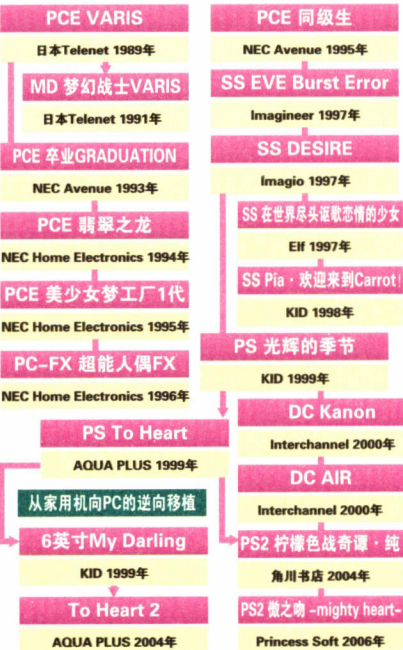 PCE VARIS
日本Telenet 1989年
MD 梦幻战士VARIS
日本Telenet 1991年
PCE 卒业GRADUATION
NEC Avenue 1993年
PCE 翡翠之龙
NEC Home Electronics 1994年
PCE 美少女梦工厂1代
NEC Home Electronics 1995年
PC-FX 超能人偶FX
NEC Home Electronics 1996年
PS To Heart
AQUA PLUS 1999年
从家用机向PC的逆向移植
6英寸My Darling
KID 1999年
To Heart 2
AQUA PLUS 2004年
PCE 同级生
NEC Avenue 1995年
SS EVE Burst Error
Imagineer 1997年
SS DESIRE
Imagio 1997年
SS 在世界尽头讴歌恋情的少女
Elf 1997年
SS Pia·欢迎来到Carrot!
KID 1998年
PS 光辉的季节
KID 1999年
DC Kanon
Interchannel 2000年
DC AIR
Interchannel 2000年
PS2 柠檬色战奇谭·纯
角川书店 2004年
PS2 傲之吻 -mighty heart-
Princess Soft 2006年